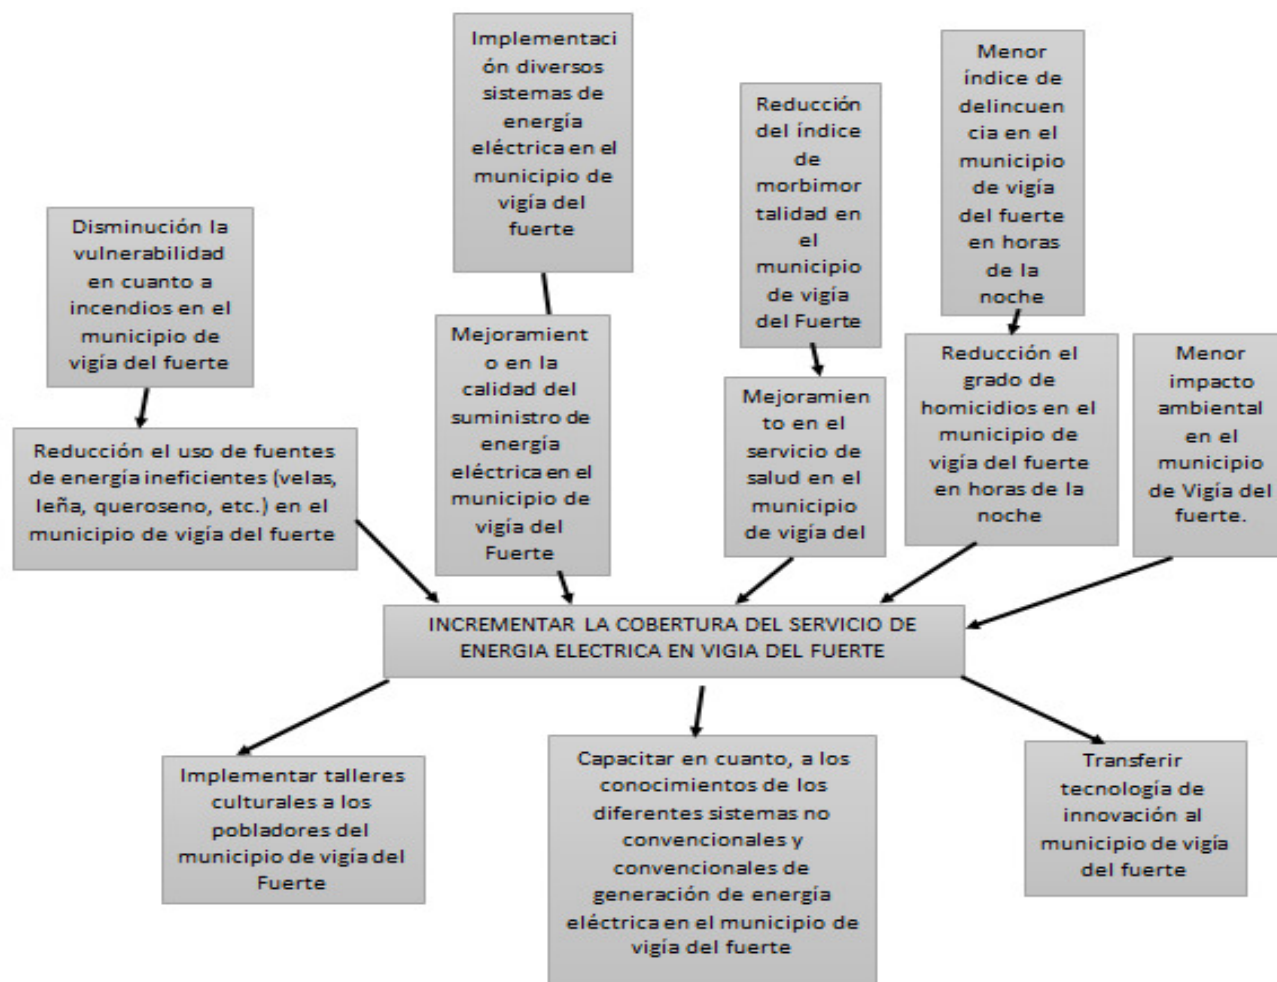 Implementaci
ón diversos
sistemas de
energía
eléctrica en el
municipio de
vigía del
fuerte
Menor
índice de
delincuen
cia en el
municipio
de vigía
del fuerte
en horas
de la
noche
Reducción
del índice
de
morbimor
talidad en
el
municipio
de vigía
del Fuerte
Disminución la
vulnerabilidad
en cuanto a
incendios en el
municipio de
vigía del fuerte
Mejoramient
o en la
calidad del
suministro de
energía
eléctrica en el
municipio de
vigía del
Fuerte
Reducción el
grado de
homicidios en el
municipio de
vigía del fuerte
en horas de la
noche
Menor
impacto
ambiental
en el
municipio
de Vigía del
fuerte.
Mejoramien
to en el
servicio de
salud en el
municipio
de vigía del
Reducción el uso de fuentes
de energía ineficientes (velas,
leña, queroseno, etc.) en el
municipio de vigía del fuerte
INCREMENTAR LA COBERTURA DEL SERVICIO DE
ENERGIA ELECTRICA EN VIGIA DEL FUERTE
Implementar talleres
culturales a los
pobladores del
municipio de vigía del
Fuerte
Capacitar en cuanto, a los
conocimientos de los
diferentes sistemas no
convencionales y
convencionales de
generación de energía
eléctrica en el municipio de
vigía del fuerte
Transferir
tecnología de
innovación al
municipio de vigía
del fuerte